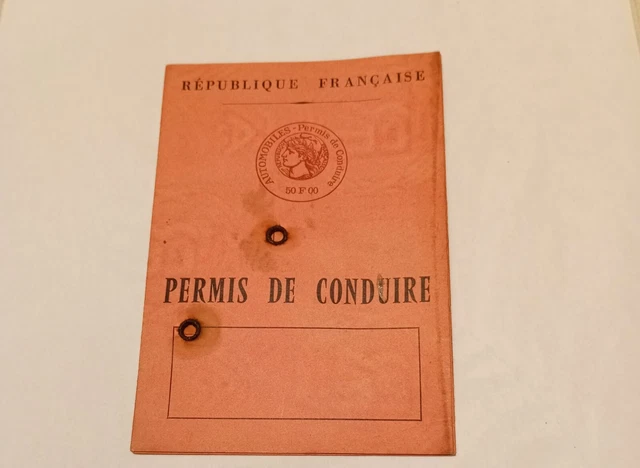 RÉPUBLIQUE FRANÇAISE
AUTOMOBILES - Permis de Conduire
50 F 00
PERMIS DE CONDUIRE